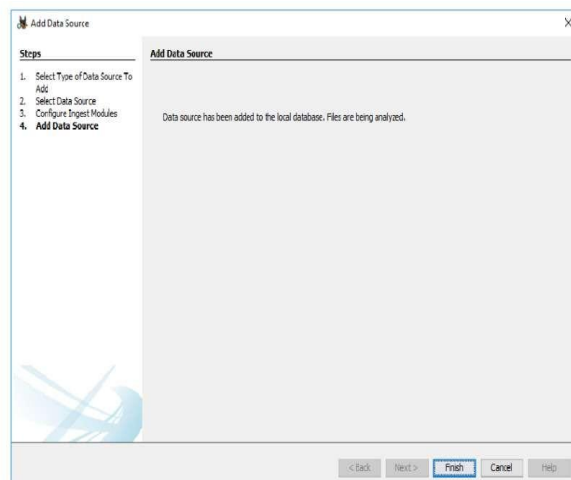 Add Data Source
Steps
1. Select Type of Data Source To
Add
2. Select Data Source
3. Configure Ingest Modules
4. Add Data Source
Add Data Source
Data source has been added to the local database. Files are being analyzed.
< Back
Next >
Finish
Cancel
Help